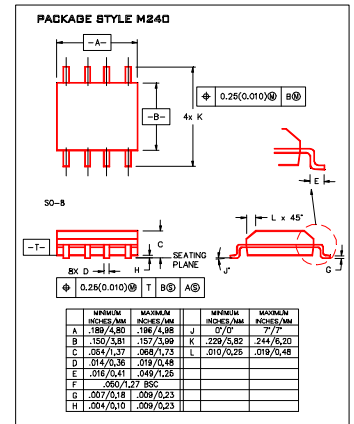 PACKAGE STYLE M240
-A-
-B-
4x K
⌖ 0.25(0.010)Ⓜ BⓂ
E
SO-8
L x 45°
-T-
C
SEATING
PLANE
8X D
H
J°
G
⌖ 0.25(0.010)Ⓜ T BⓈ AⓈ
MINIMUM INCHES/MM MAXIMUM INCHES/MM MINIMUM INCHES/MM MAXIMUM INCHES/MM
A .189/4,80 .196/4,98 J 0°/0° 7°/7°
B .150/3,81 .157/3,99 K .229/5,82 .244/6,20
C .054/1,37 .068/1,73 L .010/0,25 .019/0,48
D .014/0,36 .019/0,48
E .016/0,41 .049/1,25
F .050/1.27 BSC
G .007/0,18 .009/0,23
H .004/0,10 .009/0,23